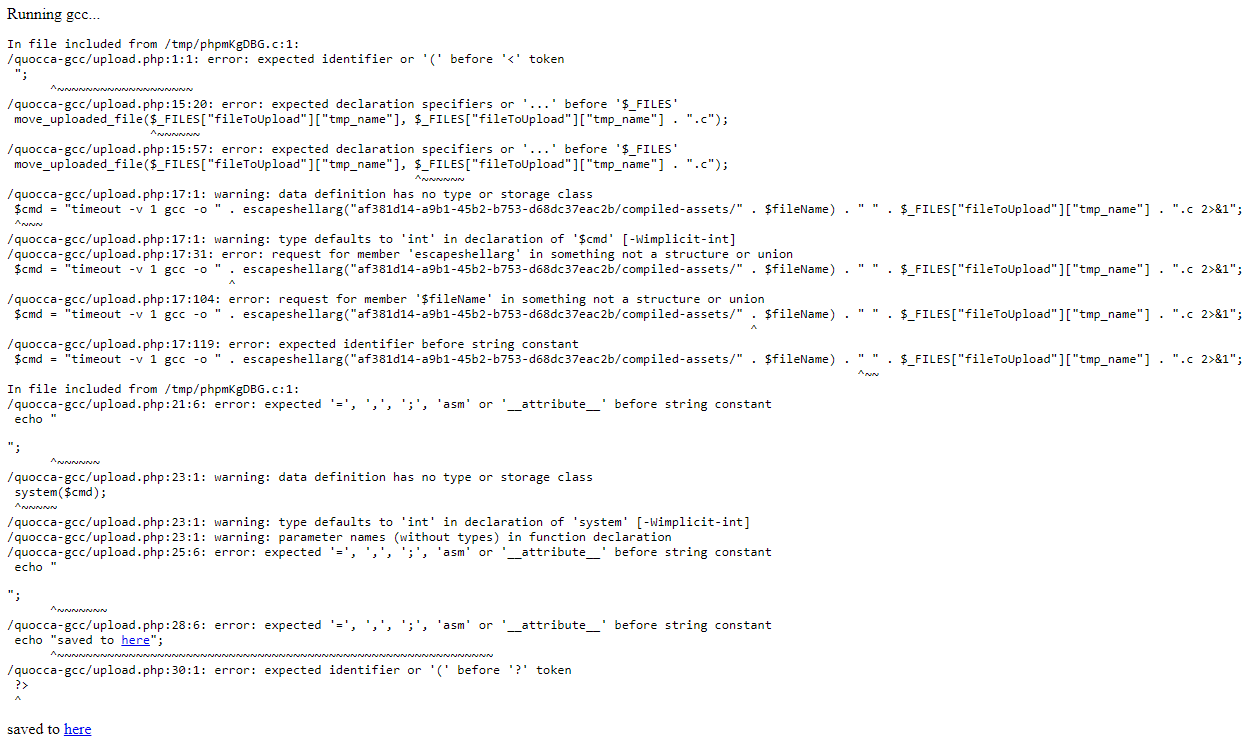 Running gcc...
In file included from /tmp/phpmKgDBG.c:1:
/quocca-gcc/upload.php:1:1: error: expected identifier or '(' before '<' token
";
^~~~~~~~~~~~~~~~~~~~
/quocca-gcc/upload.php:15:20: error: expected declaration specifiers or '...' before '$_FILES'
move_uploaded_file($_FILES["fileToUpload"]["tmp_name"], $_FILES["fileToUpload"]["tmp_name"] . ".c");
^~~~~~~
/quocca-gcc/upload.php:15:57: error: expected declaration specifiers or '...' before '$_FILES'
move_uploaded_file($_FILES["fileToUpload"]["tmp_name"], $_FILES["fileToUpload"]["tmp_name"] . ".c");
^~~~~~~
/quocca-gcc/upload.php:17:1: warning: data definition has no type or storage class
$cmd = "timeout -v 1 gcc -o " . escapeshellarg("af381d14-a9b1-45b2-b753-d68dc37eac2b/compiled-assets/" . $fileName) . " " . $_FILES["fileToUpload"]["tmp_name"] . ".c 2>&1";
^~~~
/quocca-gcc/upload.php:17:1: warning: type defaults to 'int' in declaration of '$cmd' [-Wimplicit-int]
/quocca-gcc/upload.php:17:31: error: request for member 'escapeshellarg' in something not a structure or union
$cmd = "timeout -v 1 gcc -o " . escapeshellarg("af381d14-a9b1-45b2-b753-d68dc37eac2b/compiled-assets/" . $fileName) . " " . $_FILES["fileToUpload"]["tmp_name"] . ".c 2>&1";
^
/quocca-gcc/upload.php:17:104: error: request for member '$fileName' in something not a structure or union
$cmd = "timeout -v 1 gcc -o " . escapeshellarg("af381d14-a9b1-45b2-b753-d68dc37eac2b/compiled-assets/" . $fileName) . " " . $_FILES["fileToUpload"]["tmp_name"] . ".c 2>&1";
^
/quocca-gcc/upload.php:17:119: error: expected identifier before string constant
$cmd = "timeout -v 1 gcc -o " . escapeshellarg("af381d14-a9b1-45b2-b753-d68dc37eac2b/compiled-assets/" . $fileName) . " " . $_FILES["fileToUpload"]["tmp_name"] . ".c 2>&1";
^~~
In file included from /tmp/phpmKgDBG.c:1:
/quocca-gcc/upload.php:21:6: error: expected '=', ',', ';', 'asm' or '__attribute__' before string constant
echo "
";
^~~~~~~
/quocca-gcc/upload.php:23:1: warning: data definition has no type or storage class
system($cmd);
^~~~~~
/quocca-gcc/upload.php:23:1: warning: type defaults to 'int' in declaration of 'system' [-Wimplicit-int]
/quocca-gcc/upload.php:23:1: warning: parameter names (without types) in function declaration
/quocca-gcc/upload.php:25:6: error: expected '=', ',', ';', 'asm' or '__attribute__' before string constant
echo "
";
^~~~~~~~
/quocca-gcc/upload.php:28:6: error: expected '=', ',', ';', 'asm' or '__attribute__' before string constant
echo "saved to here";
^~~~~~~~~~~~~~~~~~~~~~~~~~~~~~~~~~~~~~~~~~~~~~~~~~~~~~~~~~~~~~
/quocca-gcc/upload.php:30:1: error: expected identifier or '(' before '?' token
?>
^
saved to here